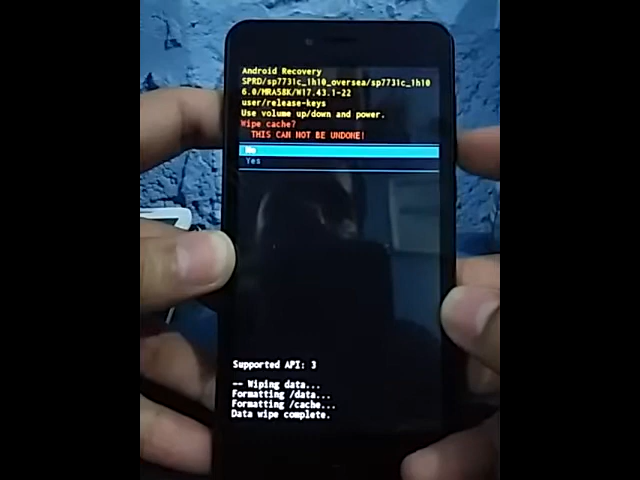 Android Recovery
SPRD/sp7731c_1h10_oversea/sp7731c_1h10
6.0/MRA58K/W17.43.1-22
user/release-keys
Use volume up/down and power.
Wipe cache?
THIS CAN NOT BE UNDONE!
No
Yes
Supported API: 3
-- Wiping data...
Formatting /data...
Formatting /cache...
Data wipe complete.